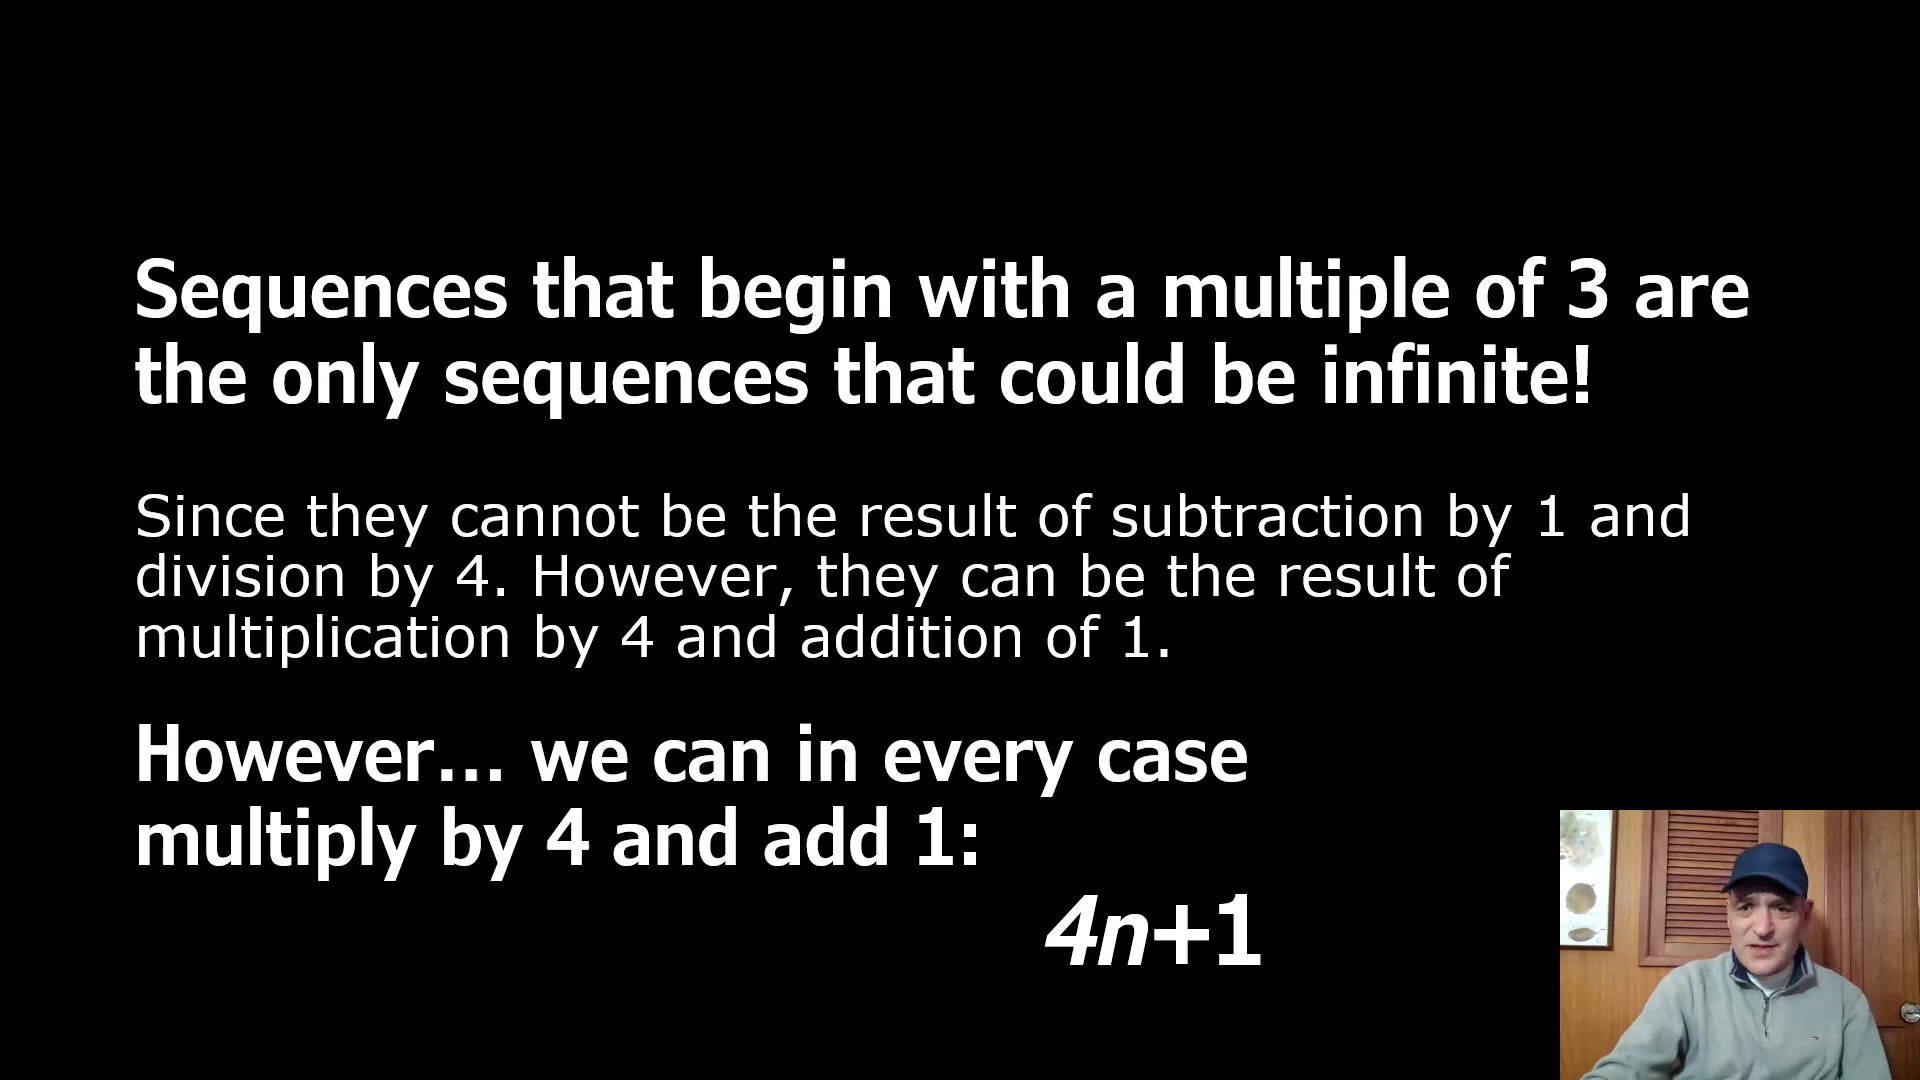 Sequences that begin with a multiple of 3 are
the only sequences that could be infinite!
Since they cannot be the result of subtraction by 1 and
division by 4. However, they can be the result of
multiplication by 4 and addition of 1.
However... we can in every case
multiply by 4 and add 1:
4n+1